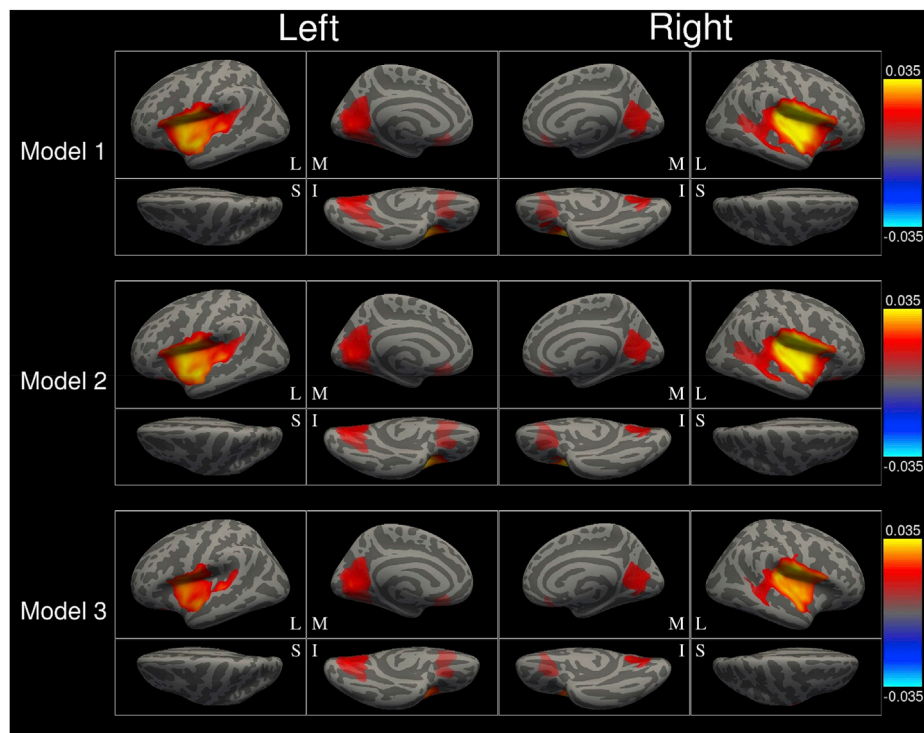 Left Right
Model 1
L M M L
0.035
S I I S
-0.035
Model 2
L M M L
0.035
S I I S
-0.035
Model 3
L M M L
0.035
S I I S
-0.035